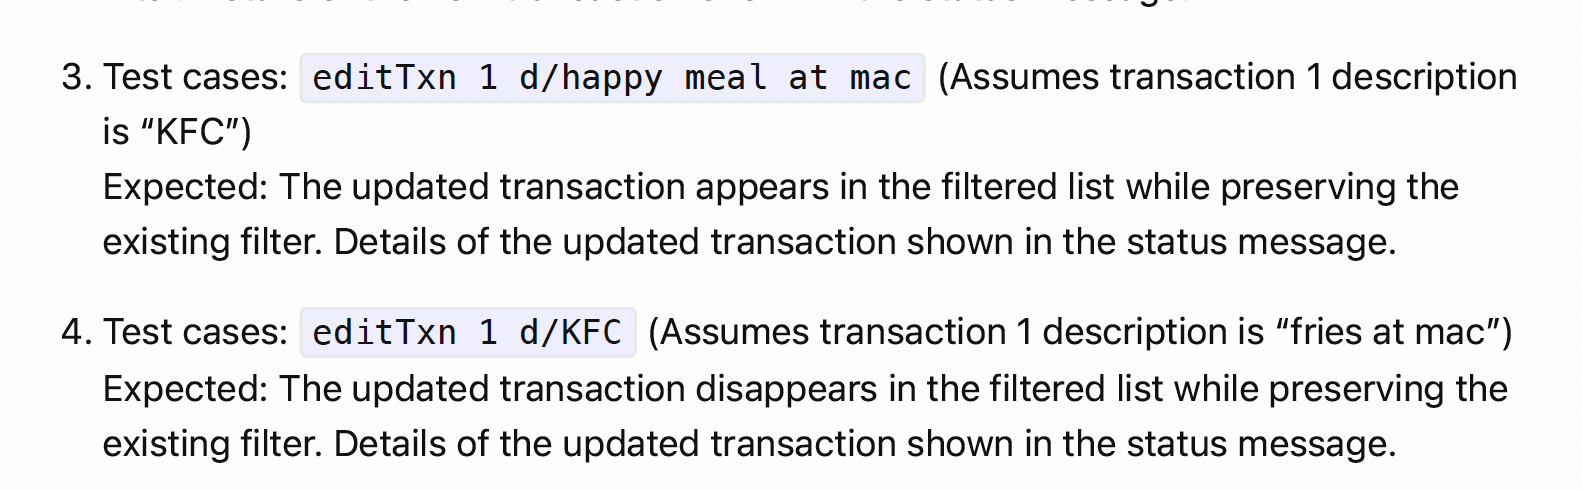 3. Test cases: editTxn 1 d/happy meal at mac (Assumes transaction 1 description
is “KFC”)
Expected: The updated transaction appears in the filtered list while preserving the
existing filter. Details of the updated transaction shown in the status message.
4. Test cases: editTxn 1 d/KFC (Assumes transaction 1 description is “fries at mac”)
Expected: The updated transaction disappears in the filtered list while preserving the
existing filter. Details of the updated transaction shown in the status message.